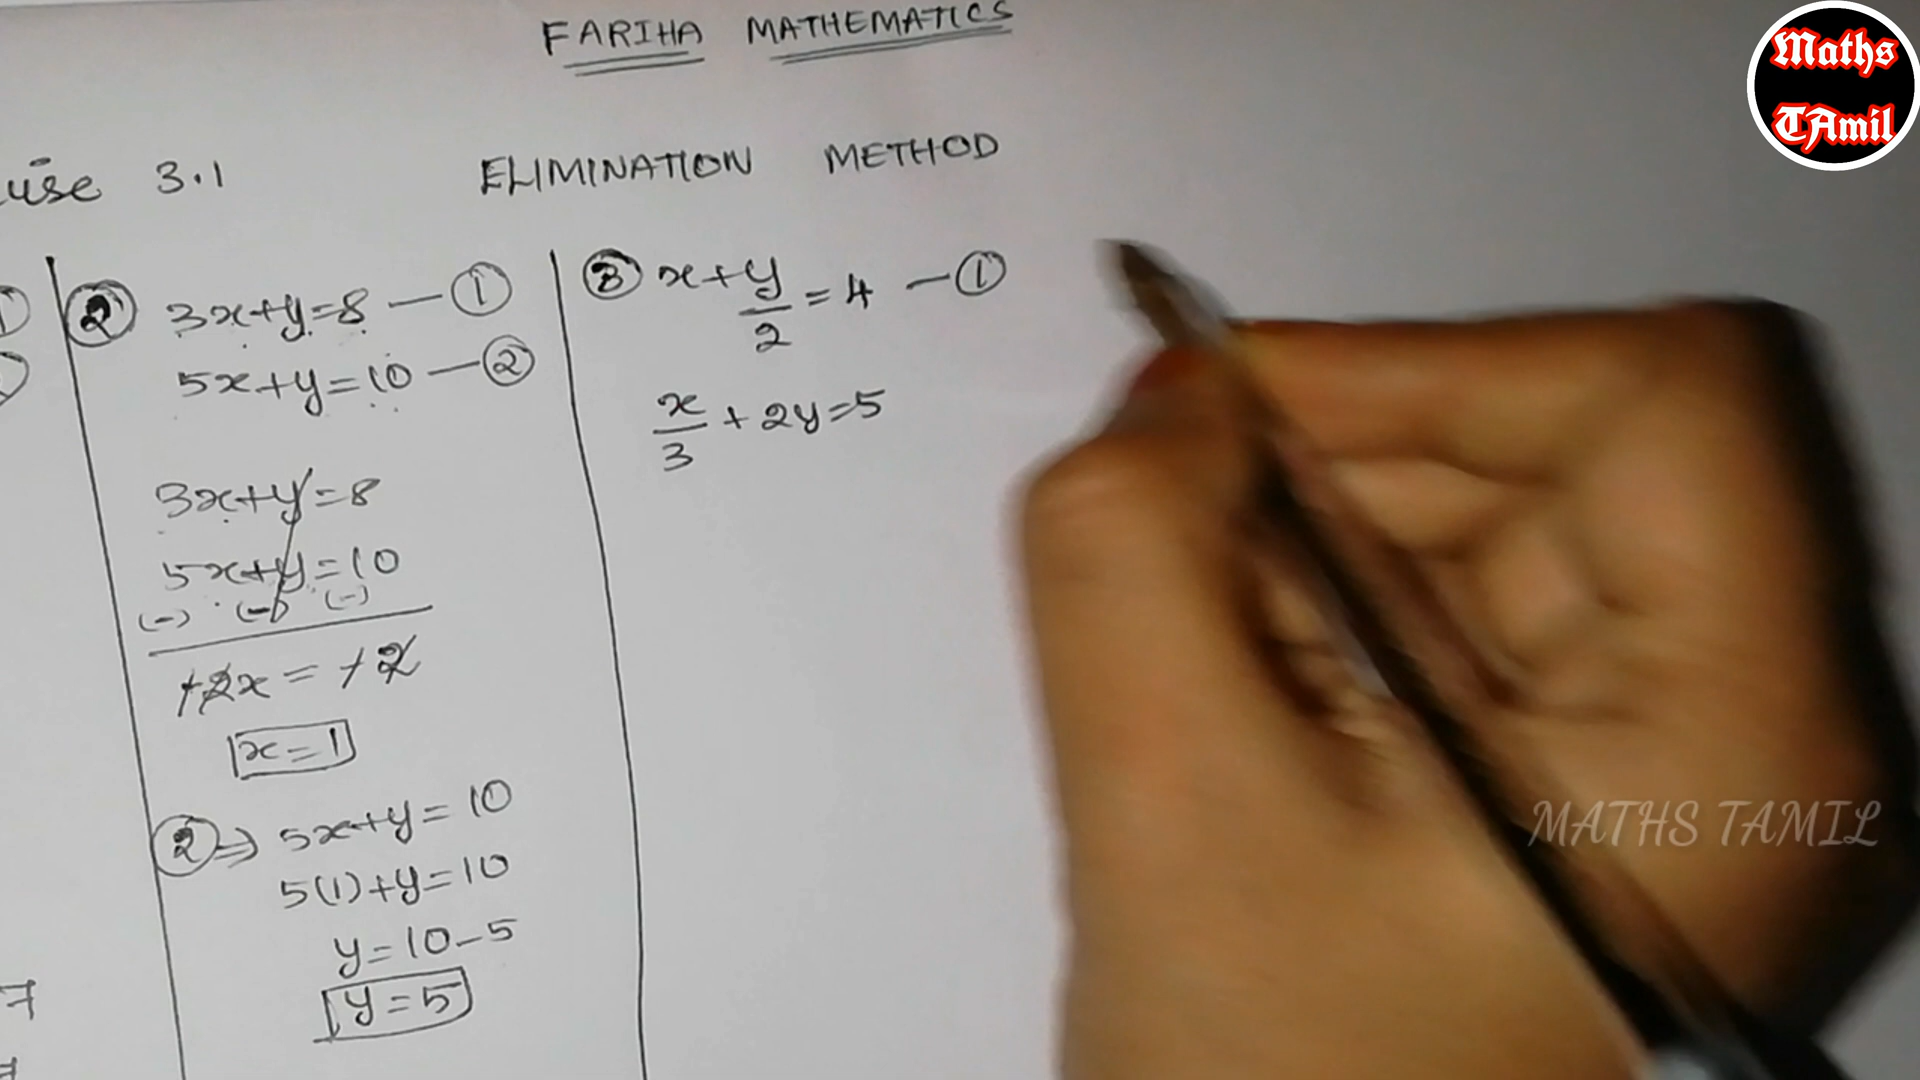 FARIHA MATHEMATICS
Maths
TAmil
3.1 ELIMINATION METHOD
② 3x+y=8 — ①
5x+y=10 — ②
3x+y=8
5x+y=10
(-) (-) (-)
-2x = -2
x=1
② ⇒ 5x+y=10
5(1)+y=10
y=10-5
y=5
③ x+y/2=4 — ①
x/3+2y=5
MATHS TAMIL